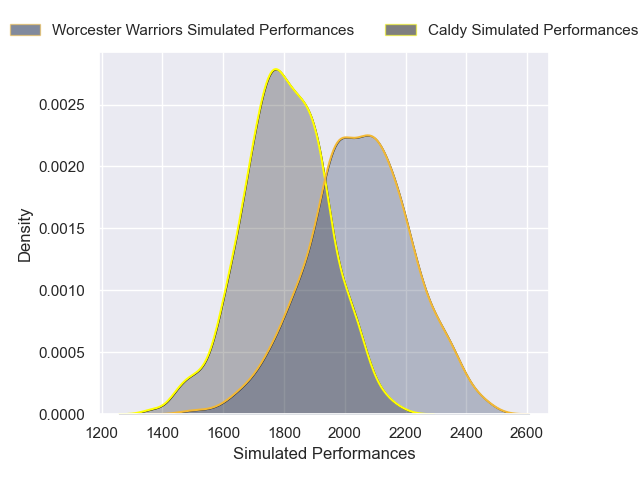 Worcester Warriors Simulated Performances Caldy Simulated Performances
0.0025
0.0020
0.0015
0.0010
0.0005
0.0000
Density
1200 1400 1600 1800 2000 2200 2400 2600
Simulated Performances